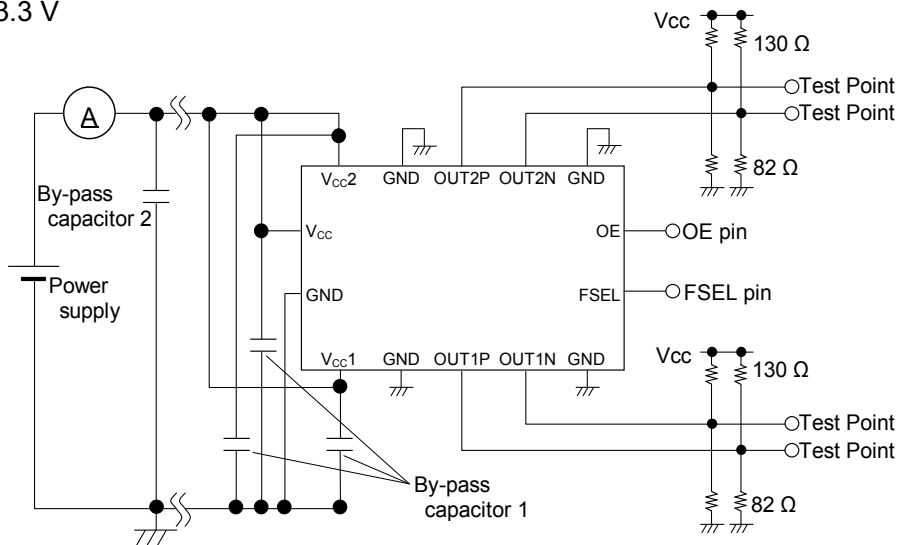 3.3 V
Vcc
130 Ω
Test Point
Test Point
82 Ω
A
By-pass
capacitor 2
Power
supply
VCC2 GND OUT2P OUT2N GND
VCC
OE
OE pin
GND
FSEL
FSEL pin
VCC1 GND OUT1P OUT1N GND
Vcc
130 Ω
Test Point
Test Point
82 Ω
By-pass
capacitor 1